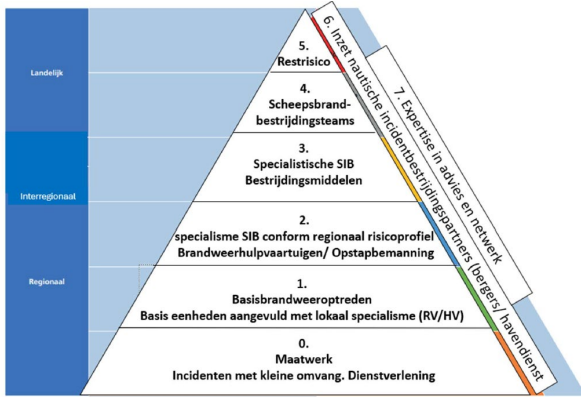 Landelijk
Interregionaal
Regionaal
5.
Restrisico
4.
Scheepsbrand-
bestrijdingsteams
3.
Specialistische SIB
Bestrijdingsmiddelen
2.
specialisme SIB conform regionaal risicoprofiel
Brandweerhulpvaartuigen/ Opstapbemanning
1.
Basisbrandweeroptreden
Basis eenheden aangevuld met lokaal specialisme (RV/HV)
0.
Maatwerk
Incidenten met kleine omvang. Dienstverlening
6. Inzet nautische incidentbestrijdingspartners (bergers/ havendienst
7. Expertise in advies en netwerk